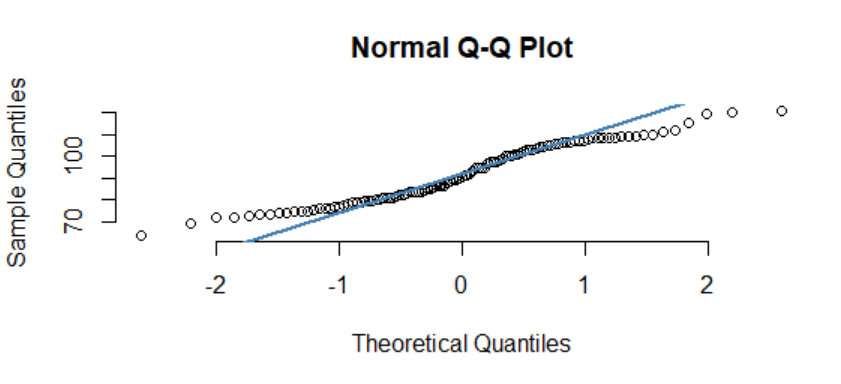 Normal Q-Q Plot
Sample Quantiles
100
70
-2 -1 0 1 2
Theoretical Quantiles